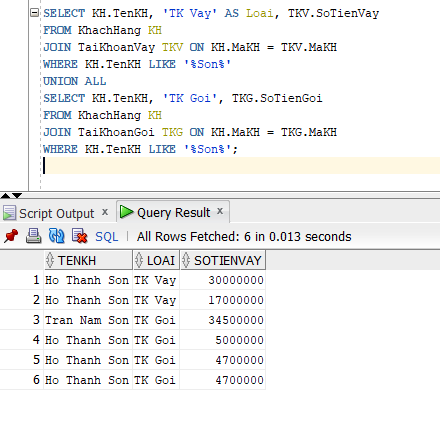 SELECT KH.TenKH, 'TK Vay' AS Loai, TKV.SoTienVay
FROM KhachHang KH
JOIN TaiKhoanVay TKV ON KH.MaKH = TKV.MaKH
WHERE KH.TenKH LIKE '%Son%'
UNION ALL
SELECT KH.TenKH, 'TK Goi', TKG.SoTienGoi
FROM KhachHang KH
JOIN TaiKhoanGoi TKG ON KH.MaKH = TKG.MaKH
WHERE KH.TenKH LIKE '%Son%';
Script Output x Query Result x
SQL | All Rows Fetched: 6 in 0.013 seconds
TENKH LOAI SOTIENVAY
1 Ho Thanh Son TK Vay 30000000
2 Ho Thanh Son TK Vay 17000000
3 Tran Nam Son TK Goi 34500000
4 Ho Thanh Son TK Goi 5000000
5 Ho Thanh Son TK Goi 4700000
6 Ho Thanh Son TK Goi 4700000